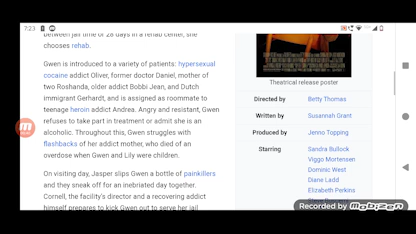 7:23
between jail time or 28 days in a rehab center, she
chooses rehab.
Gwen is introduced to a variety of patients: hypersexual
cocaine addict Oliver, former doctor Daniel, mother of
two Roshanda, older addict Bobbi Jean, and Dutch
immigrant Gerhardt, and is assigned as roommate to
teenage heroin addict Andrea. Angry and resistant, Gwen
refuses to take part in treatment or admit she is an
alcoholic. Throughout this, Gwen struggles with
flashbacks of her addict mother, who died of an
overdose when Gwen and Lily were children.
On visiting day, Jasper slips Gwen a bottle of painkillers
and they sneak off for an inebriated day together.
Cornell, the facility's director and a recovering addict
himself prepares to kick Gwen out to serve her jail
Theatrical release poster
Directed by Betty Thomas
Written by Susannah Grant
Produced by Jenno Topping
Starring Sandra Bullock
Viggo Mortensen
Dominic West
Diane Ladd
Elizabeth Perkins
Recorded by Mobizen